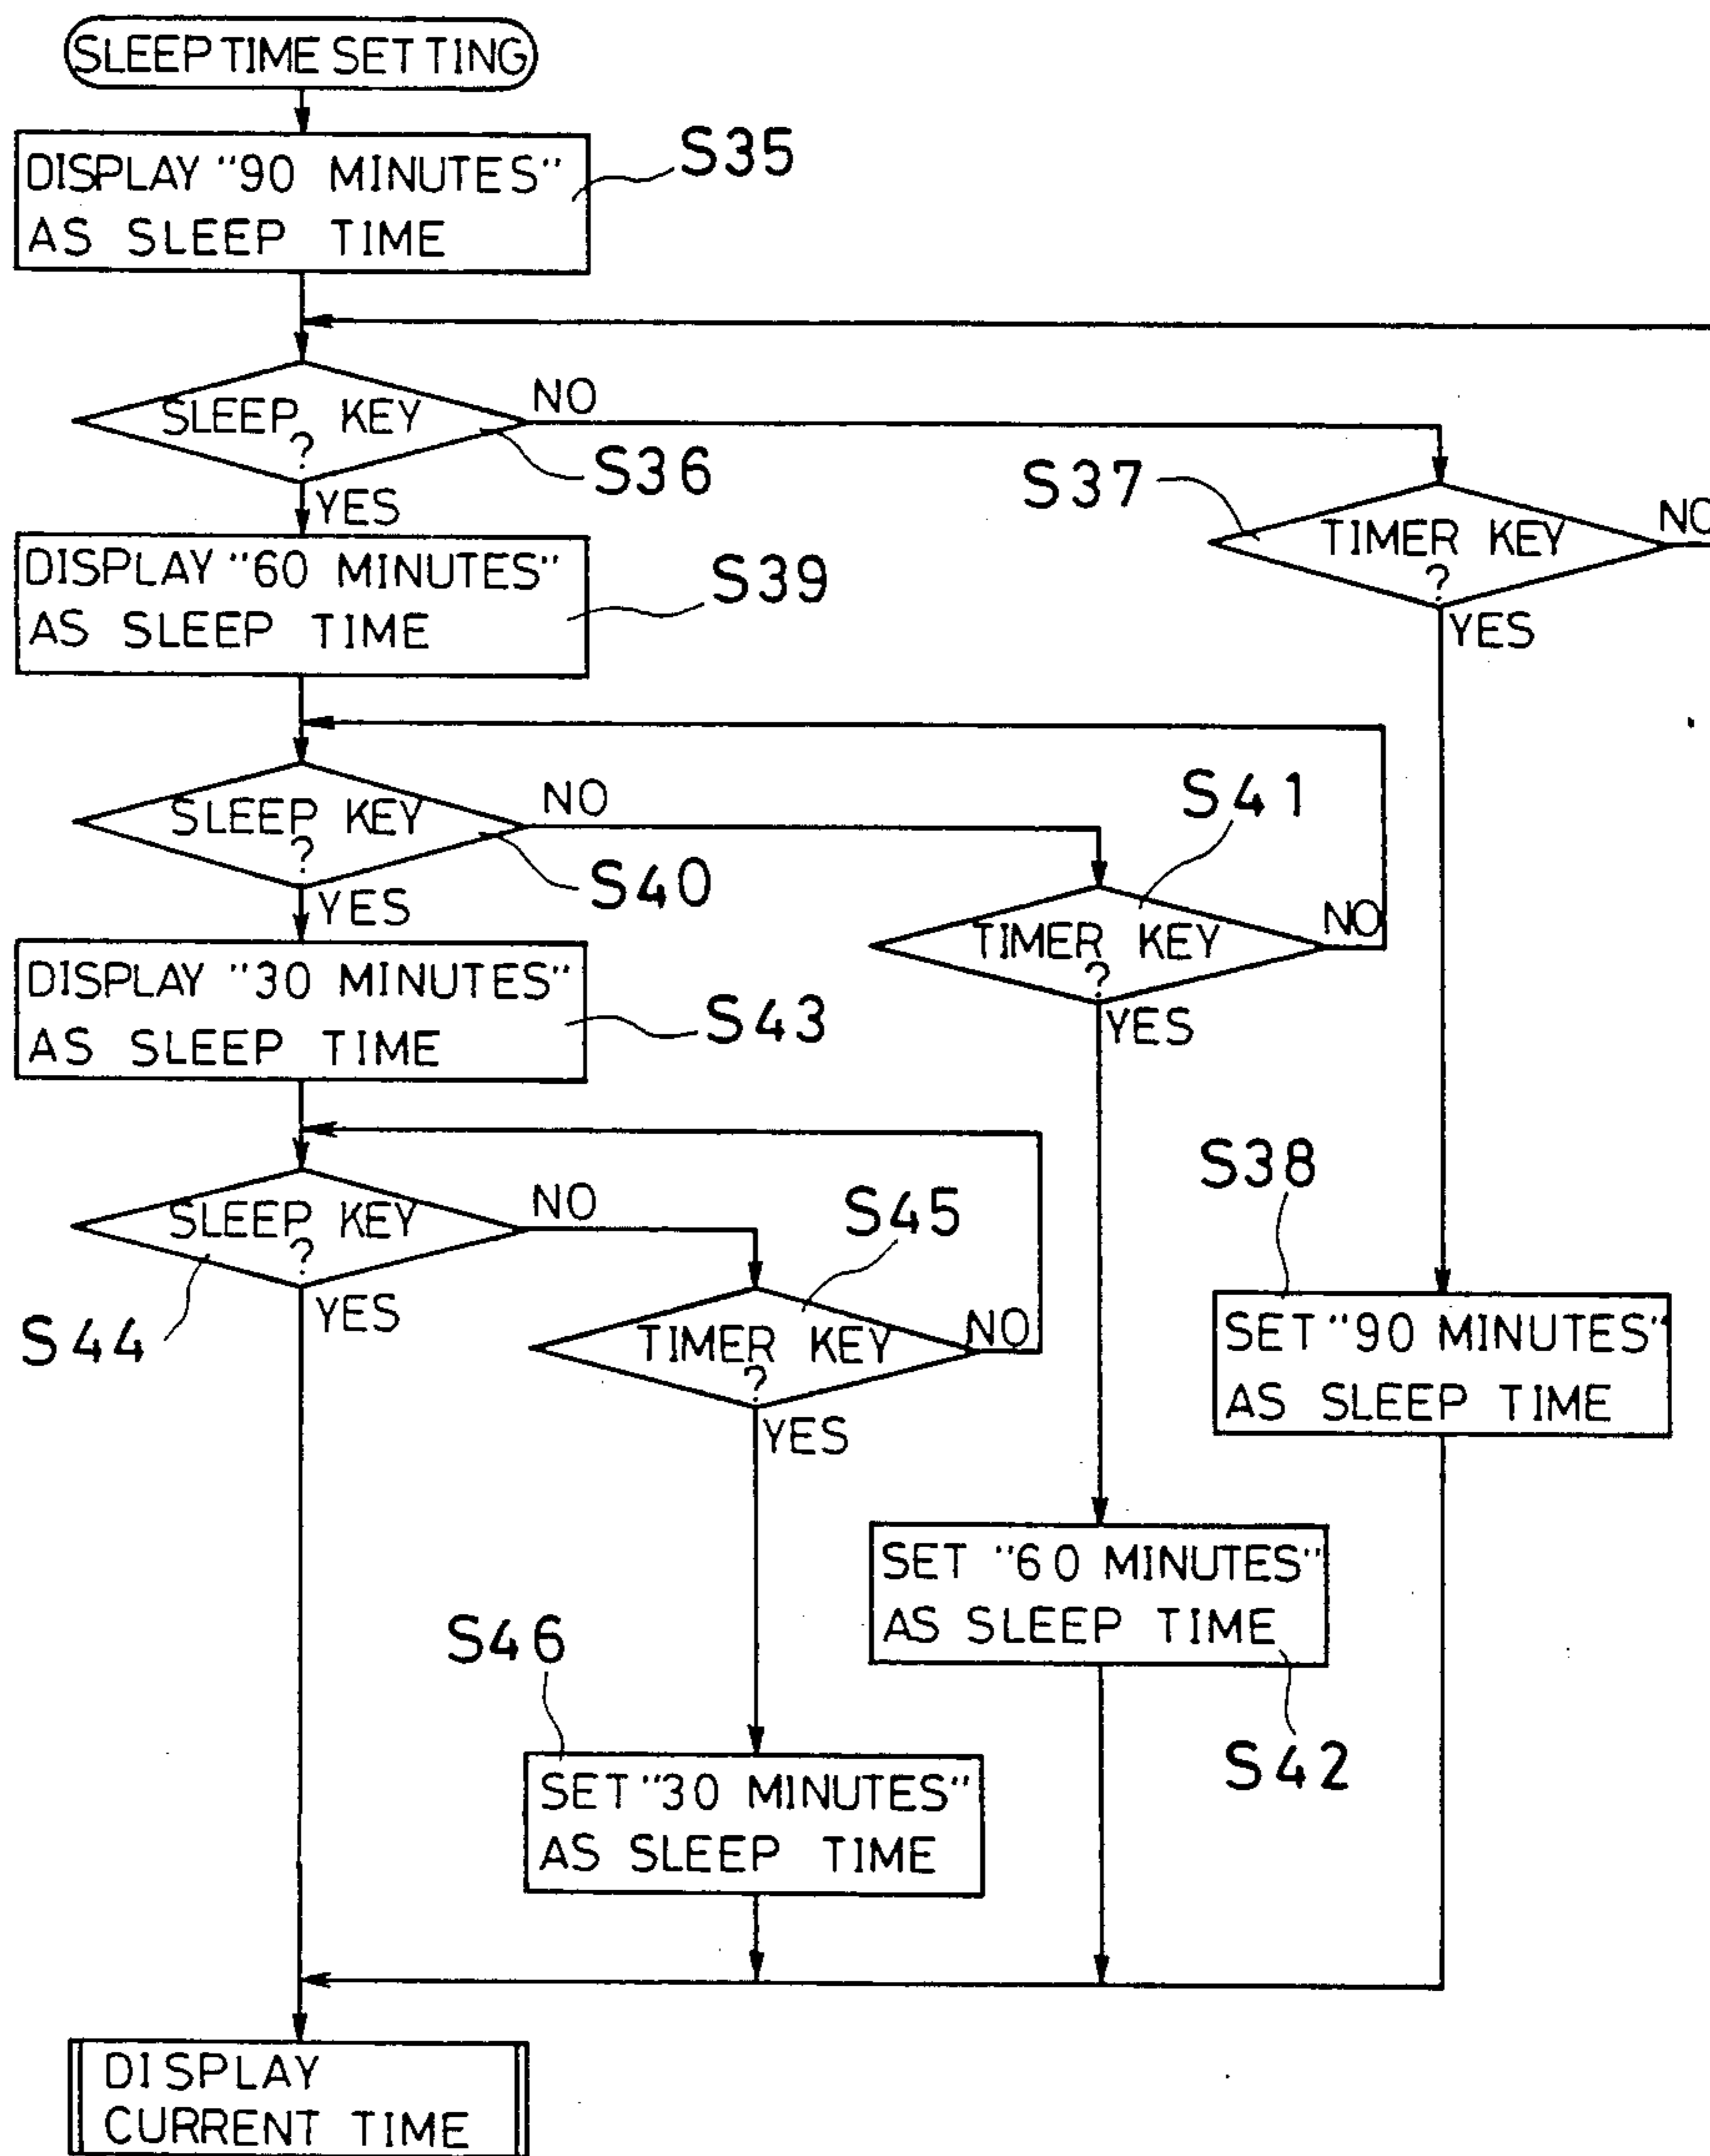 SLEEP TIME SETTING
DISPLAY "90 MINUTES"
AS SLEEP TIME
S35
SLEEP KEY
?
NO
S36
YES
S37
TIMER KEY
?
NO
YES
DISPLAY "60 MINUTES"
AS SLEEP TIME
S39
SLEEP KEY
?
NO
S40
YES
S41
TIMER KEY
?
NO
YES
DISPLAY "30 MINUTES"
AS SLEEP TIME
S43
SLEEP KEY
?
NO
S44
YES
S45
TIMER KEY
?
NO
YES
S38
SET "90 MINUTES"
AS SLEEP TIME
SET "60 MINUTES"
AS SLEEP TIME
S42
S46
SET "30 MINUTES"
AS SLEEP TIME
DISPLAY
CURRENT TIME